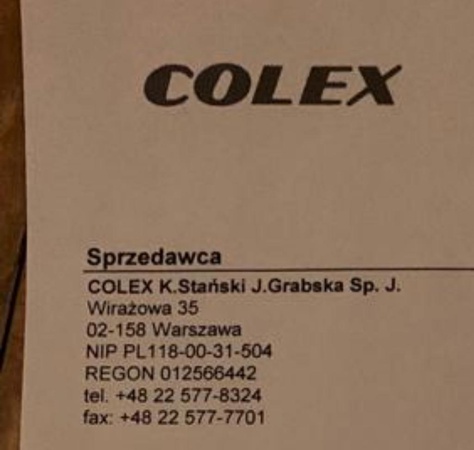 COLEX
Sprzedawca
COLEX K.Stański J.Grabska Sp. J.
Wirażowa 35
02-158 Warszawa
NIP PL118-00-31-504
REGON 012566442
tel. +48 22 577-8324
fax: +48 22 577-7701